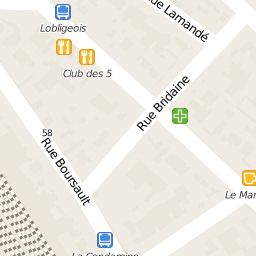 Rue Lamandé
Lobligeois
Club des 5
Rue Bridaine
58
Rue Boursault
Le Mar
La Condamine